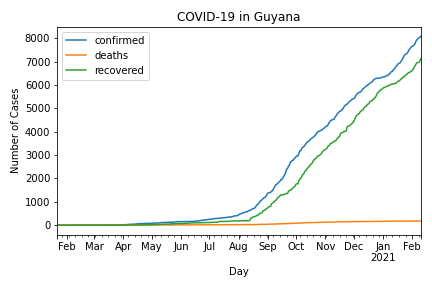 COVID-19 in Guyana
confirmed
deaths
recovered
Number of Cases
8000
7000
6000
5000
4000
3000
2000
1000
0
Feb Mar Apr May Jun Jul Aug Sep Oct Nov Dec Jan Feb
2021
Day